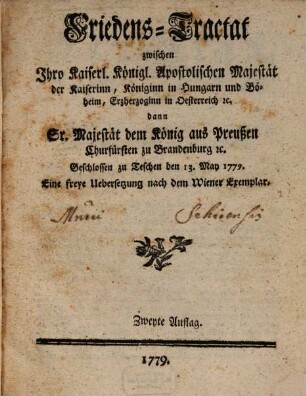 Friedens-Tractat
zwischen
Ihro Kaiserl. Königl. Apostolischen Majestät
der Kaiserinn, Königinn in Hungarn und Bö-
heim, Erzherzoginn in Oesterreich ꝛc.
dann
Sr. Majestät dem König aus Preußen
Churfürsten zu Brandenburg ꝛc.
Geschlossen zu Teschen den 13. May 1779.
Eine freye Uebersetzung nach dem Wiener Exemplar.
Zweyte Auflag.
1779.